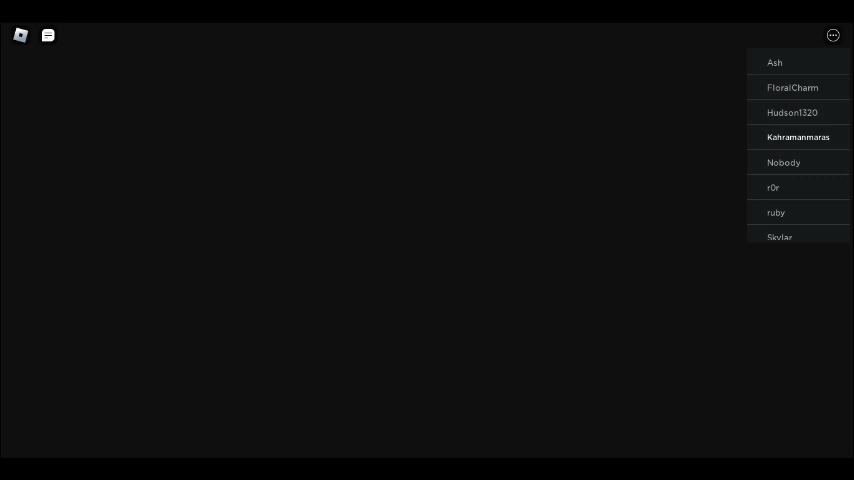 Ash
FloralCharm
Hudson1320
Kahramanmaras
Nobody
r0r
ruby
Skylar